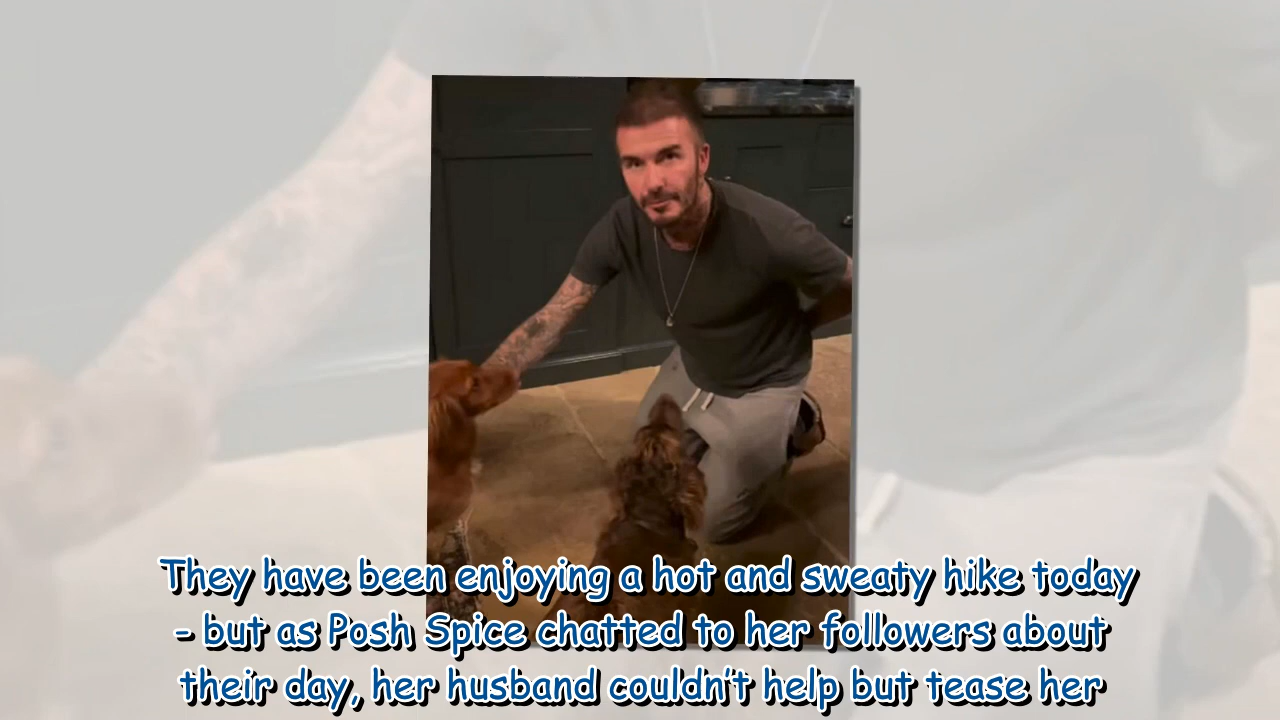 They have been enjoying a hot and sweaty hike today
- but as Posh Spice chatted to her followers about
their day, her husband couldn't help but tease her